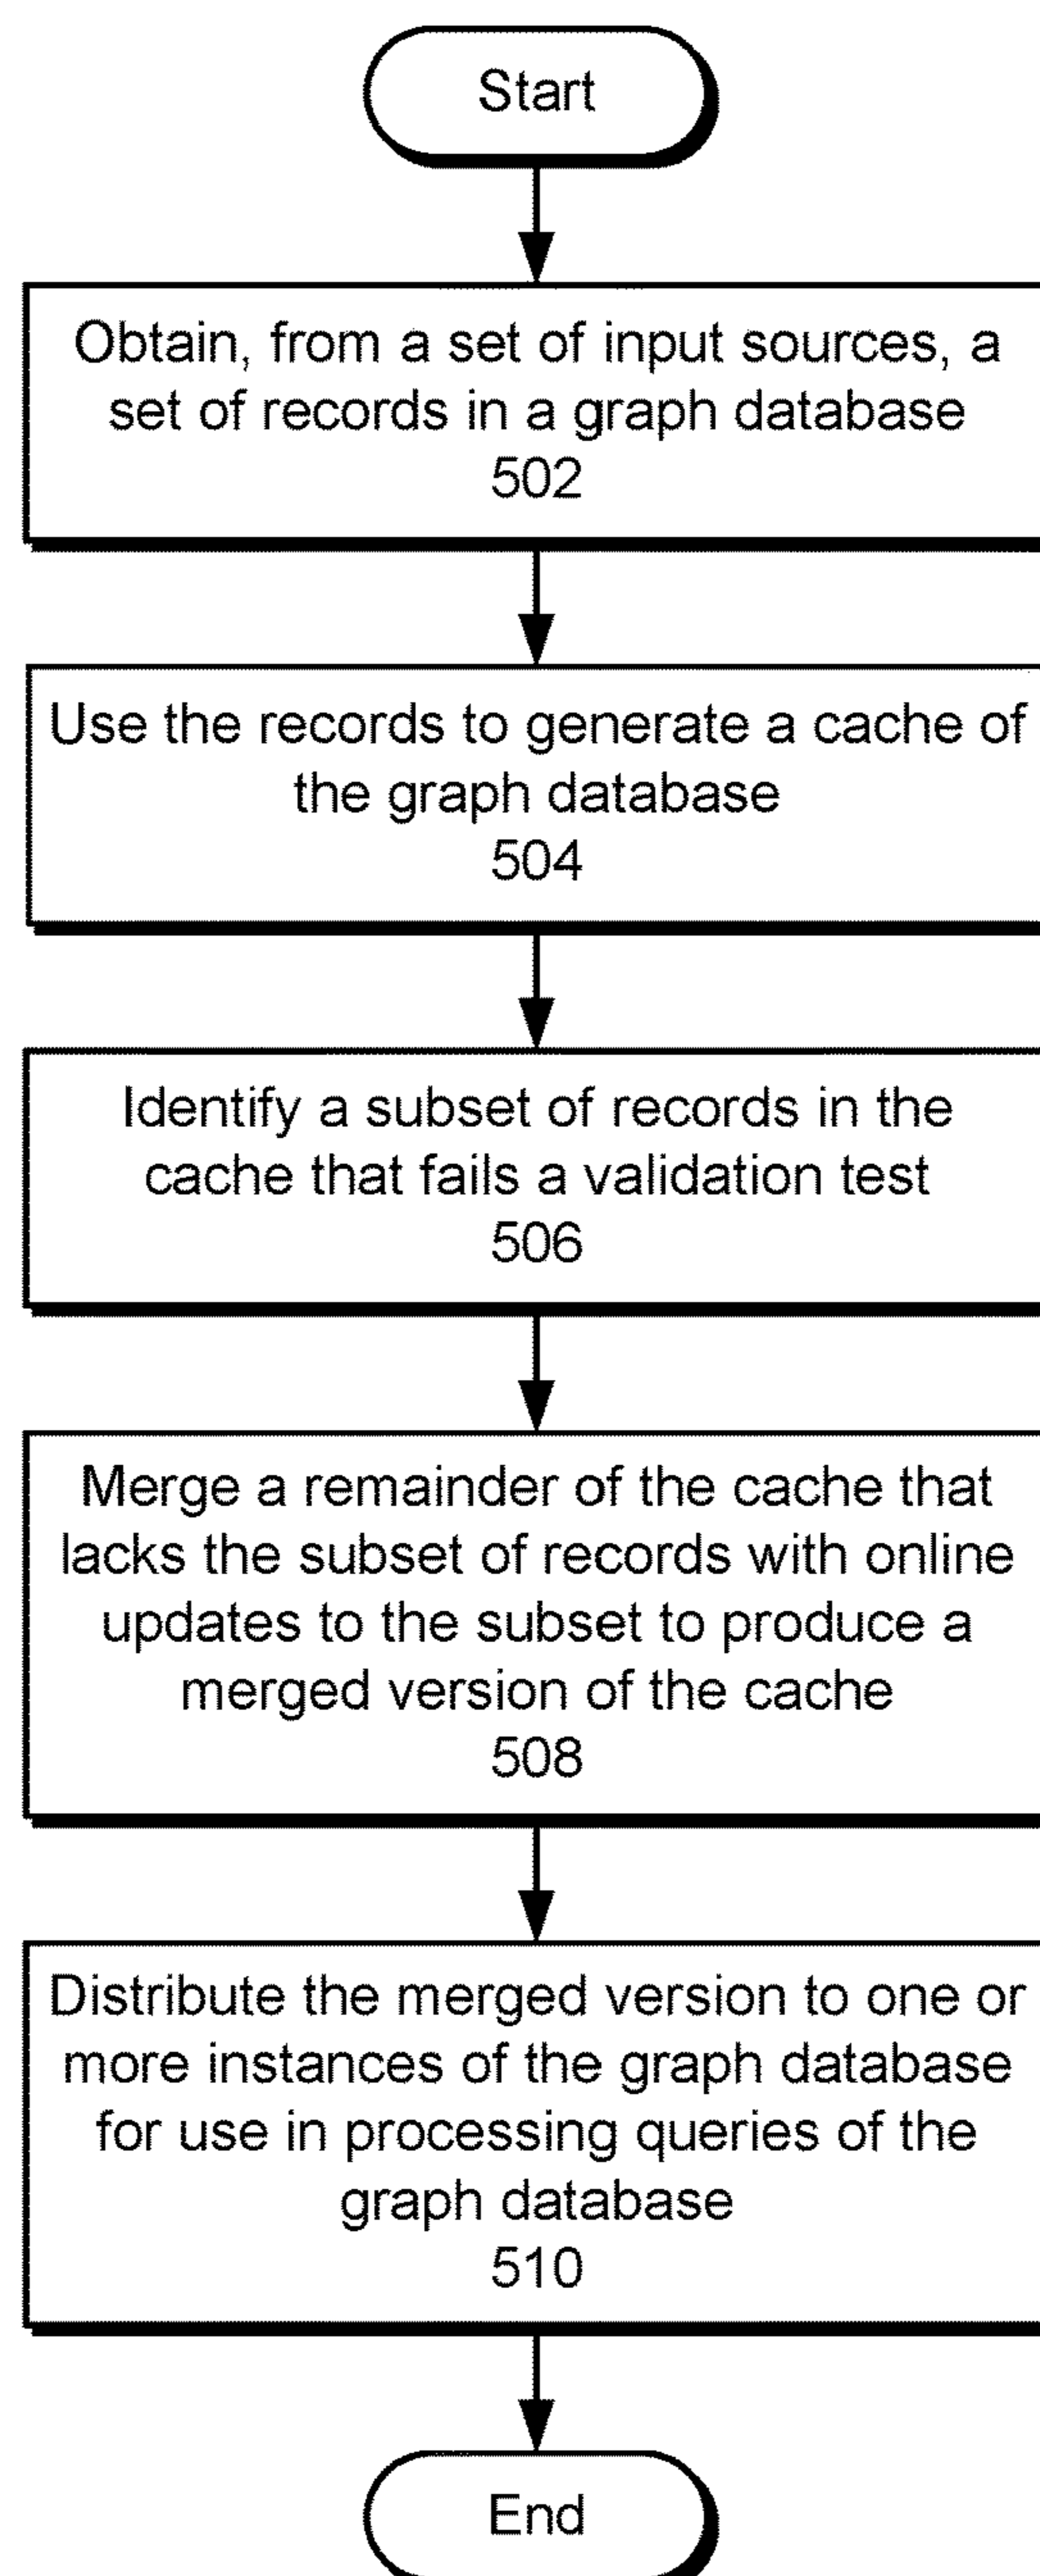 Start
Obtain, from a set of input sources, a
set of records in a graph database
502
Use the records to generate a cache of
the graph database
504
Identify a subset of records in the
cache that fails a validation test
506
Merge a remainder of the cache that
lacks the subset of records with online
updates to the subset to produce a
merged version of the cache
508
Distribute the merged version to one or
more instances of the graph database
for use in processing queries of the
graph database
510
End